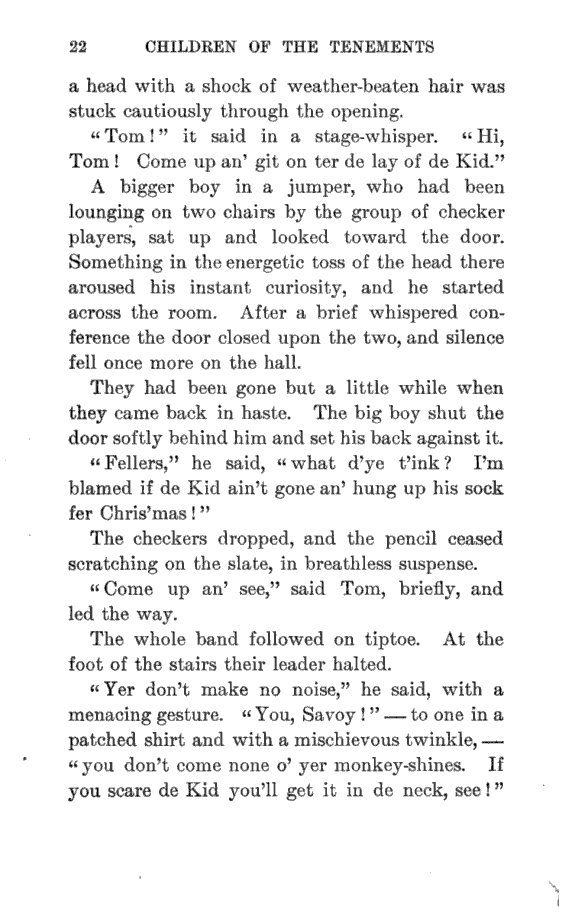 22 CHILDREN OF THE TENEMENTS
a head with a shock of weather-beaten hair was
stuck cautiously through the opening.
“Tom!” it said in a stage-whisper. “Hi,
Tom! Come up an’ git on ter de lay of de Kid.”
A bigger boy in a jumper, who had been
lounging on two chairs by the group of checker
players, sat up and looked toward the door.
Something in the energetic toss of the head there
aroused his instant curiosity, and he started
across the room. After a brief whispered con-
ference the door closed upon the two, and silence
fell once more on the hall.
They had been gone but a little while when
they came back in haste. The big boy shut the
door softly behind him and set his back against it.
“Fellers,” he said, “what d’ye t’ink? I’m
blamed if de Kid ain’t gone an’ hung up his sock
fer Chris’mas!”
The checkers dropped, and the pencil ceased
scratching on the slate, in breathless suspense.
“Come up an’ see,” said Tom, briefly, and
led the way.
The whole band followed on tiptoe. At the
foot of the stairs their leader halted.
“Yer don’t make no noise,” he said, with a
menacing gesture. “You, Savoy!” — to one in a
patched shirt and with a mischievous twinkle, —
“you don’t come none o’ yer monkey-shines. If
you scare de Kid you’ll get it in de neck, see!”